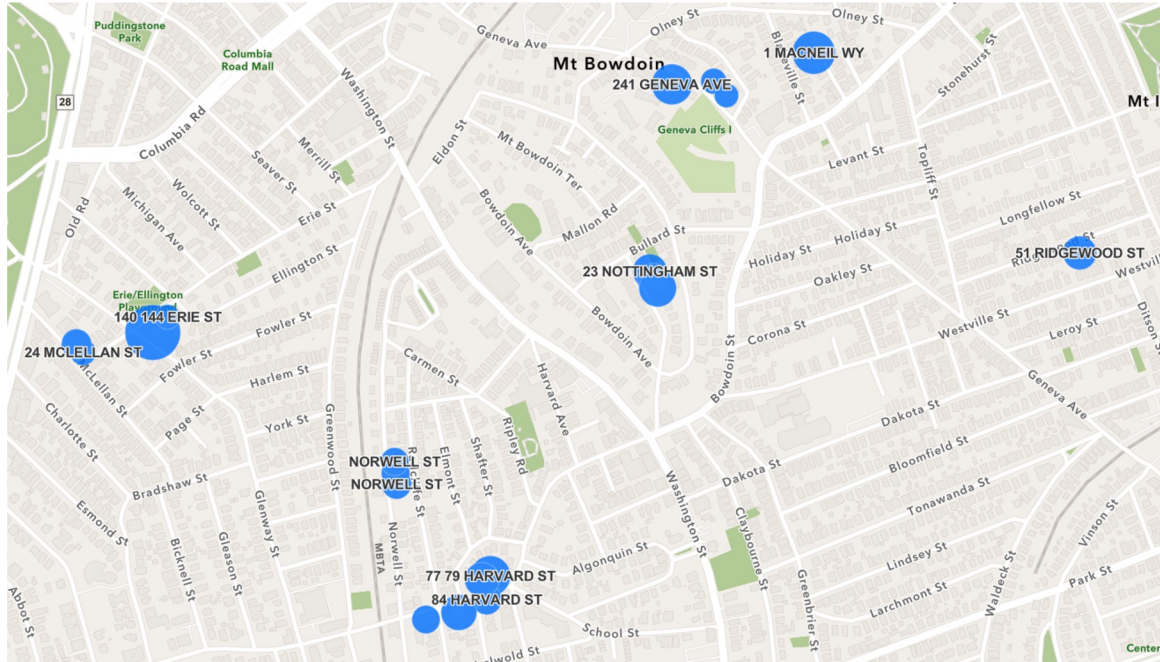 Puddingstone
Park
Columbia
Road Mall
28
Columbia Rd
Washington St
Geneva Ave
Olney St
Olney St
Mt Bowdoin
1 MACNEIL WY
241 GENEVA AVE
Geneva Cliffs I
Stonehurst St
Mt I
Levant St
Topliff St
Eldon St
Mt Bowdoin Ter
Merrill St
Seaver St
Wolcott St
Michigan Ave
Old Rd
Erie St
Ellington St
Bowdoin Ave
Mallon Rd
Bullard St
Longfellow St
Holiday St
Holiday St
51 RIDGEWOOD ST
Westville
Oakley St
23 NOTTINGHAM ST
Erie/Ellington
140 144 ERIE ST
Fowler St
Fowler St
24 MCLELLAN ST
McLellan St
Bowdoin Ave
Corona St
Westville St
Leroy St
Ditson St
Carmen St
Harlem St
Harvard Ave
Bowdoin St
Geneva Ave
Page St
York St
Charlotte St
Greenwood St
Ripley Rd
Dakota St
Bloomfield St
NORWELL ST
NORWELL ST
Elmont St
Shafter St
Dakota St
Tonawanda St
Bradshaw St
Esmond St
Glenway St
Gleason St
Bicknell St
Norwell St
MBTA
Washington St
Claybourne St
Vinson St
Lindsey St
Algonquin St
77 79 HARVARD ST
84 HARVARD ST
Greenbrier St
Larchmont St
Waldeck St
Park St
Abbot St
School St
Center